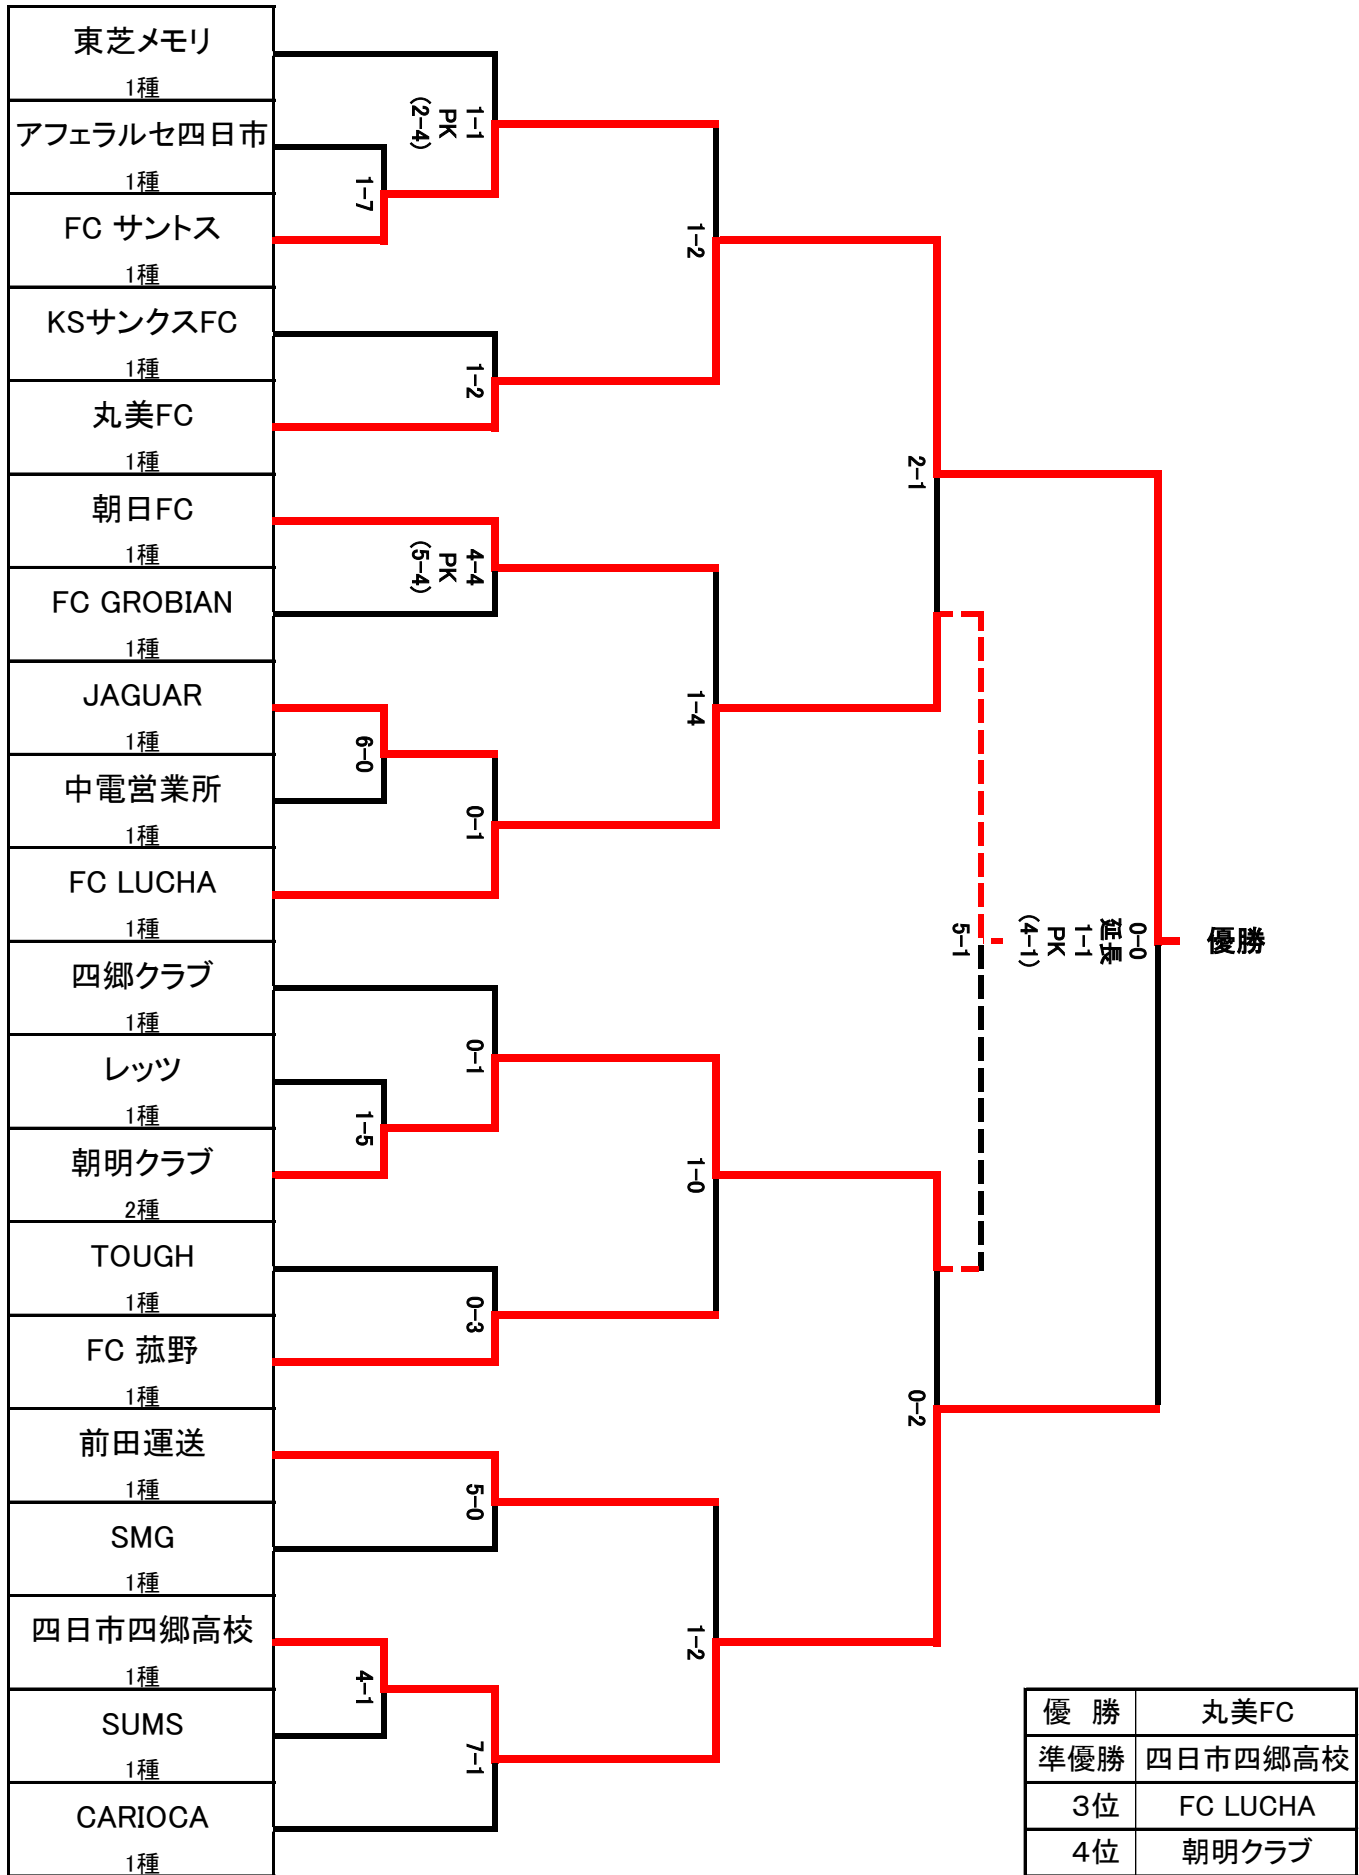 東芝メモリ
1種
アフェラルセ四日市
1種
FC サントス
1種
KSサンクスFC
1種
丸美FC
1種
朝日FC
1種
FC GROBIAN
1種
JAGUAR
1種
中電営業所
1種
FC LUCHA
1種
四郷クラブ
1種
レッツ
1種
朝明クラブ
2種
TOUGH
1種
FC 菰野
1種
前田運送
1種
SMG
1種
四日市四郷高校
1種
SUMS
1種
CARIOCA
1種
1-7
6-0
1-5
4-1
1-1
PK
(2-4)
1-2
4-4
PK
(5-4)
0-1
0-1
0-3
5-0
7-1
1-2
1-4
1-0
1-2
2-1
0-2
5-1
0-0
延長
1-1
PK
(4-1)
優勝
優 勝 丸美FC
準優勝 四日市四郷高校
3位 FC LUCHA
4位 朝明クラブ